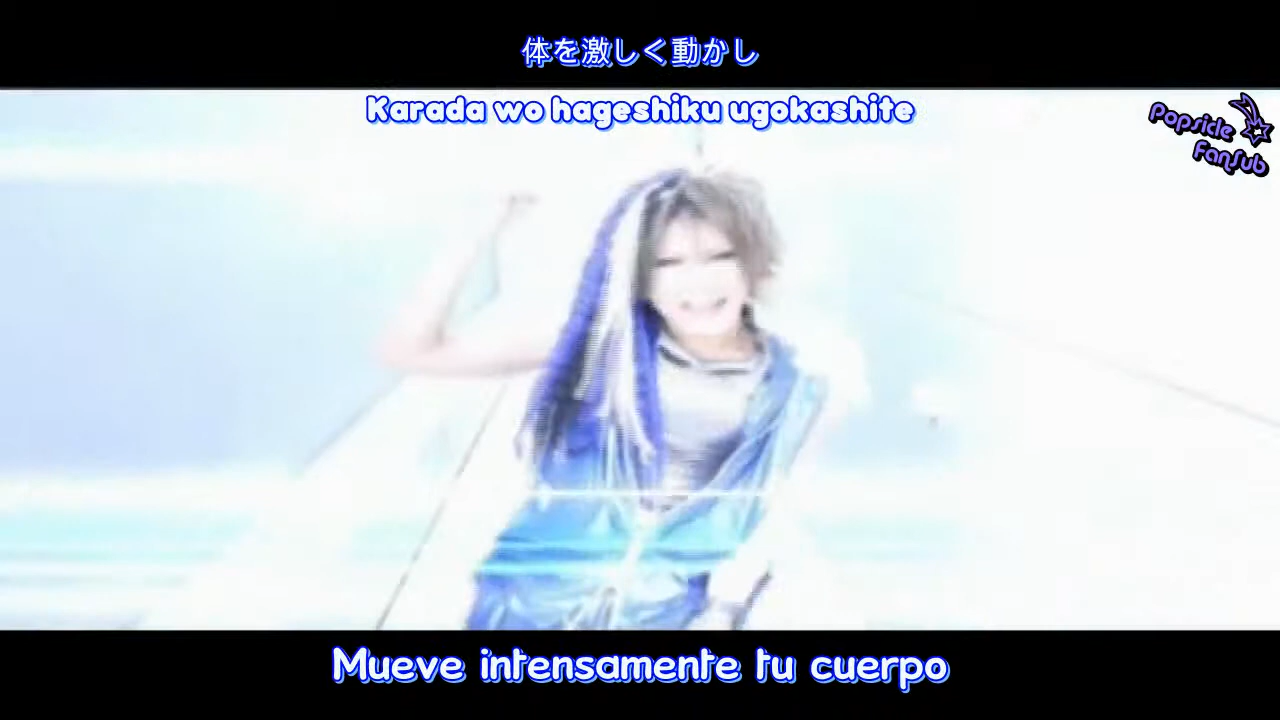 体を激しく動かし
Karada wo hageshiku ugokashite
Popsicle
FanSub
Mueve intensamente tu cuerpo